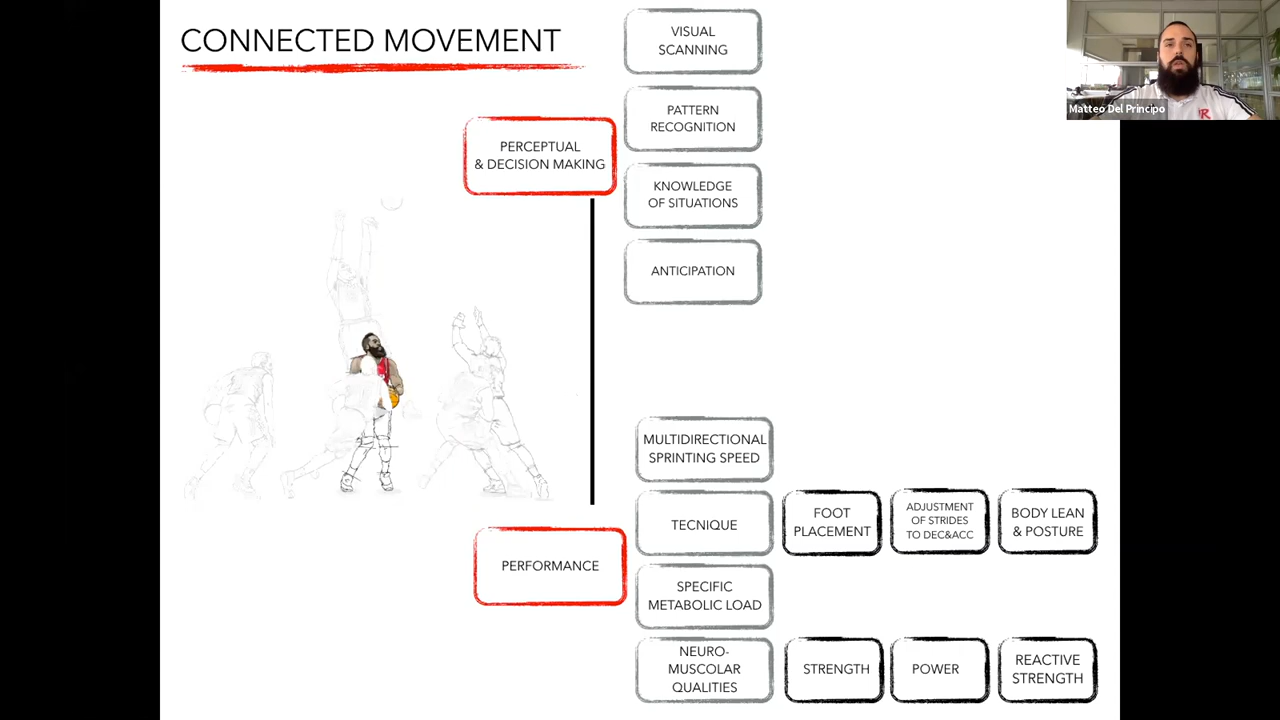 CONNECTED MOVEMENT
VISUAL
SCANNING
PATTERN
RECOGNITION
PERCEPTUAL
& DECISION MAKING
KNOWLEDGE
OF SITUATIONS
ANTICIPATION
MULTIDIRECTIONAL
SPRINTING SPEED
TECNIQUE
FOOT
PLACEMENT
ADJUSTMENT
OF STRIDES
TO DEC&ACC
BODY LEAN
& POSTURE
PERFORMANCE
SPECIFIC
METABOLIC LOAD
NEURO-
MUSCOLAR
QUALITIES
STRENGTH
POWER
REACTIVE
STRENGTH
Matteo Del Principo
R